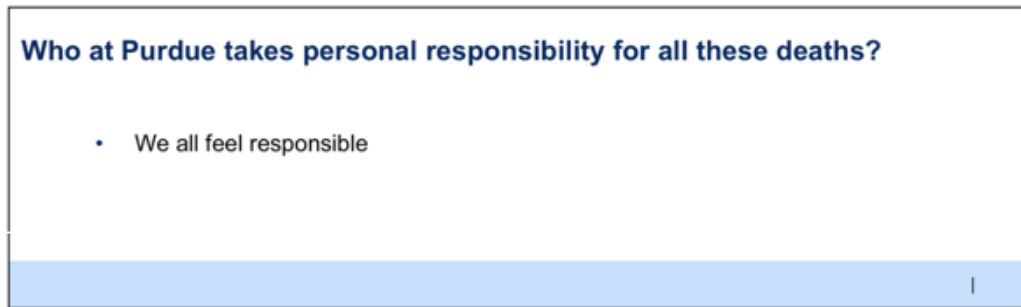 Who at Purdue takes personal responsibility for all these deaths?
• We all feel responsible
|